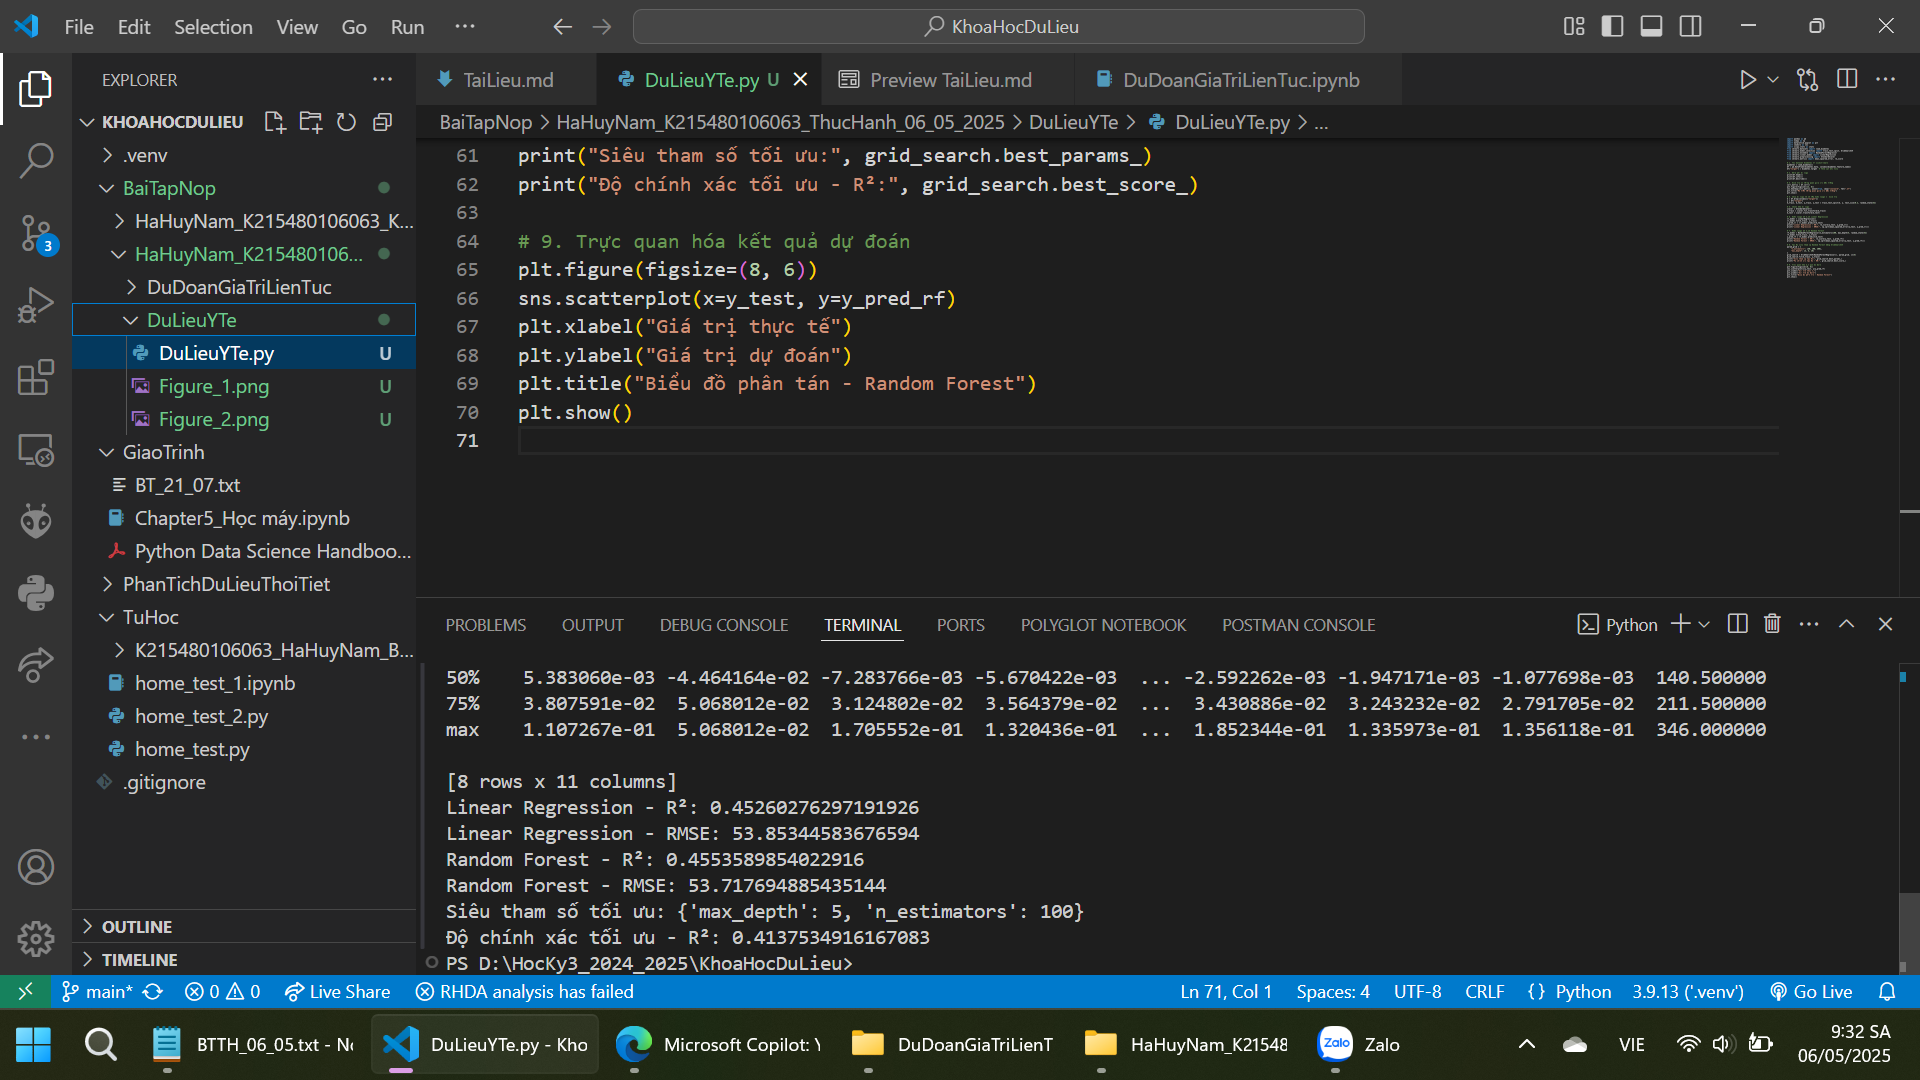 File Edit Selection View Go Run ···
KhoaHocDuLieu
EXPLORER ···
KHOAHOCDULIEU
.venv
BaiTapNop
HaHuyNam_K215480106063_K...
HaHuyNam_K215480106...
DuDoanGiaTriLienTuc
DuLieuYTe
DuLieuYTe.py U
Figure_1.png U
Figure_2.png U
GiaoTrinh
BT_21_07.txt
Chapter5_Học máy.ipynb
Python Data Science Handboo...
PhanTichDuLieuThoiTiet
TuHoc
K215480106063_HaHuyNam_B...
home_test_1.ipynb
home_test_2.py
home_test.py
.gitignore
OUTLINE
TIMELINE
3
TaiLieu.md DuLieuYTe.py U Preview TaiLieu.md DuDoanGiaTriLienTuc.ipynb
BaiTapNop > HaHuyNam_K215480106063_ThucHanh_06_05_2025 > DuLieuYTe > DuLieuYTe.py > ...
61 print("Siêu tham số tối ưu:", grid_search.best_params_)
62 print("Độ chính xác tối ưu - R²:", grid_search.best_score_)
63
64 # 9. Trực quan hóa kết quả dự đoán
65 plt.figure(figsize=(8, 6))
66 sns.scatterplot(x=y_test, y=y_pred_rf)
67 plt.xlabel("Giá trị thực tế")
68 plt.ylabel("Giá trị dự đoán")
69 plt.title("Biểu đồ phân tán - Random Forest")
70 plt.show()
71
PROBLEMS OUTPUT DEBUG CONSOLE TERMINAL PORTS POLYGLOT NOTEBOOK POSTMAN CONSOLE Python
50% 5.383060e-03 -4.464164e-02 -7.283766e-03 -5.670422e-03 ... -2.592262e-03 -1.947171e-03 -1.077698e-03 140.500000
75% 3.807591e-02 5.068012e-02 3.124802e-02 3.564379e-02 ... 3.430886e-02 3.243232e-02 2.791705e-02 211.500000
max 1.107267e-01 5.068012e-02 1.705552e-01 1.320436e-01 ... 1.852344e-01 1.335973e-01 1.356118e-01 346.000000
[8 rows x 11 columns]
Linear Regression - R²: 0.45260276297191926
Linear Regression - RMSE: 53.85344583676594
Random Forest - R²: 0.4553589854022916
Random Forest - RMSE: 53.717694885435144
Siêu tham số tối ưu: {'max_depth': 5, 'n_estimators': 100}
Độ chính xác tối ưu - R²: 0.4137534916167083
PS D:\HocKy3_2024_2025\KhoaHocDuLieu>
main* 0 0 Live Share RHDA analysis has failed Ln 71, Col 1 Spaces: 4 UTF-8 CRLF {} Python 3.9.13 ('.venv') Go Live
BTTH_06_05.txt - No DuLieuYTe.py - Kho Microsoft Copilot: Y DuDoanGiaTriLienT HaHuyNam_K21548 Zalo Zalo VIE
9:32 SA
06/05/2025